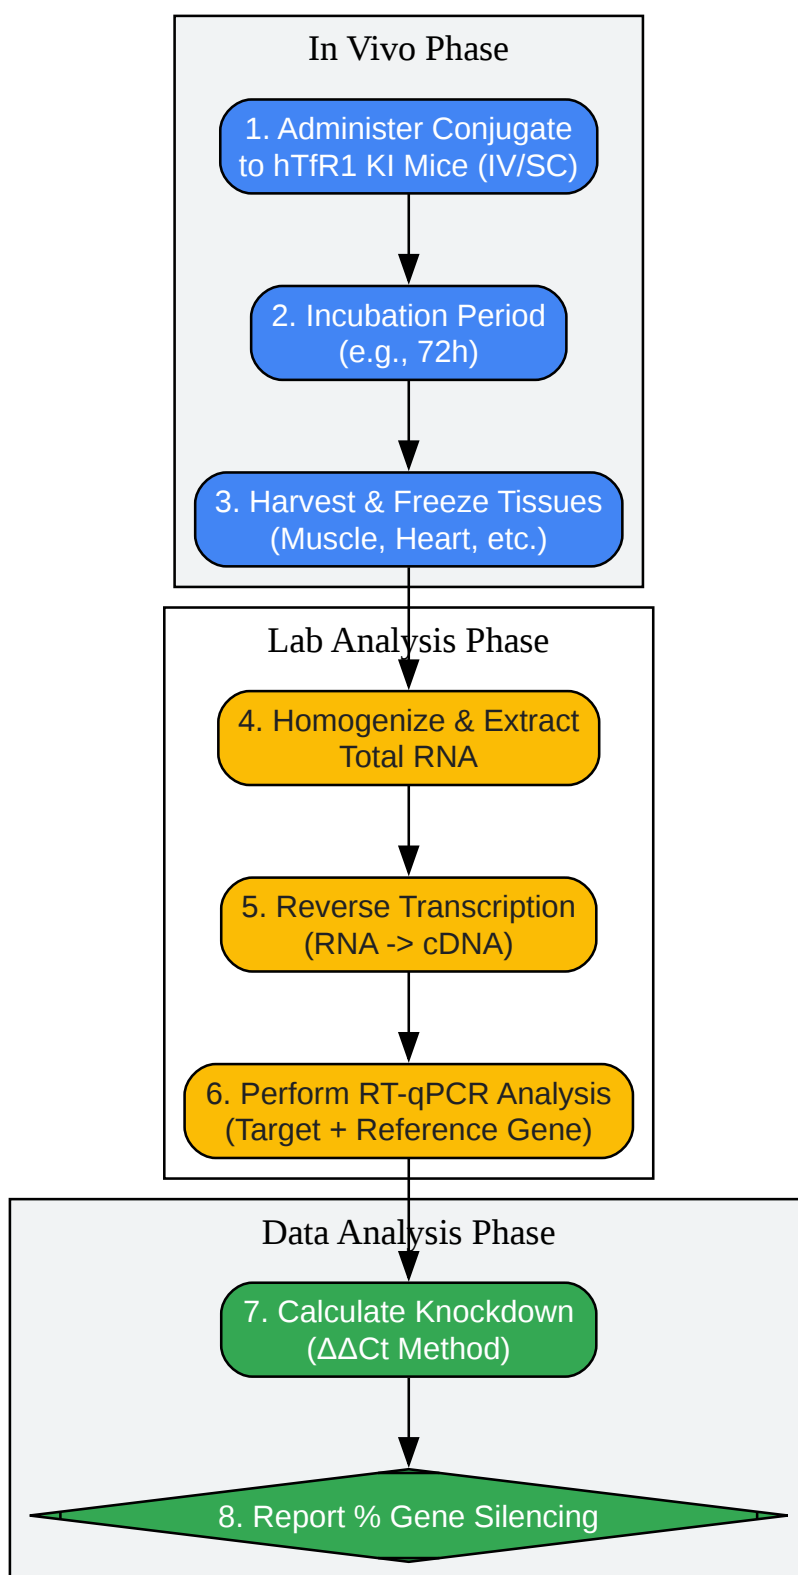 In Vivo Phase
1. Administer Conjugate
to hTfR1 KI Mice (IV/SC)
2. Incubation Period
(e.g., 72h)
3. Harvest & Freeze Tissues
(Muscle, Heart, etc.)
Lab Analysis Phase
4. Homogenize & Extract
Total RNA
5. Reverse Transcription
(RNA -> cDNA)
6. Perform RT-qPCR Analysis
(Target + Reference Gene)
Data Analysis Phase
7. Calculate Knockdown
(ΔΔCt Method)
8. Report % Gene Silencing